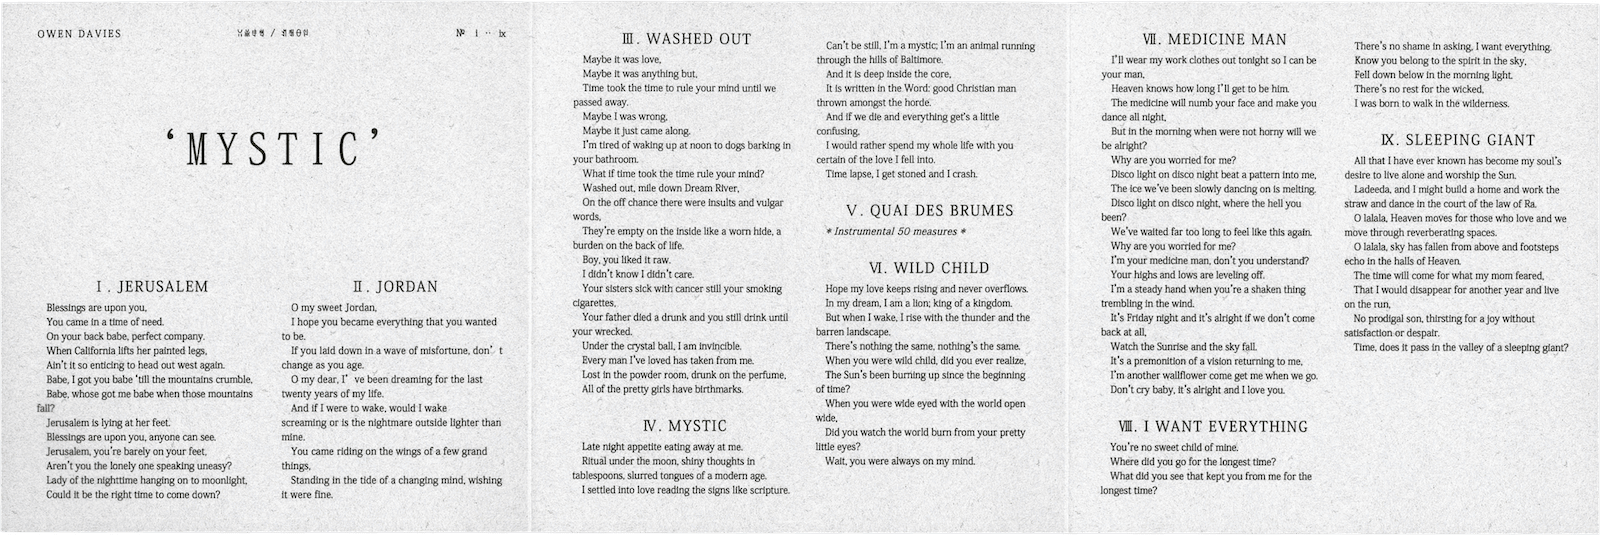 OWEN DAVIES
№ i ·· ix
‘MYSTIC’
I. JERUSALEM
Blessings are upon you,
You came in a time of need.
On your back babe, perfect company.
When California lifts her painted legs,
Ain't it so enticing to head out west again.
Babe, I got you babe ‘till the mountains crumble,
Babe, whose got me babe when those mountains
fall?
Jerusalem is lying at her feet.
Blessings are upon you, anyone can see.
Jerusalem, you're barely on your feet,
Aren't you the lonely one speaking uneasy?
Lady of the nighttime hanging on to moonlight,
Could it be the right time to come down?
II. JORDAN
O my sweet Jordan,
I hope you became everything that you wanted
to be.
If you laid down in a wave of misfortune, don't
change as you age.
O my dear, I've been dreaming for the last
twenty years of my life.
And if I were to wake, would I wake
screaming or is the nightmare outside lighter than
mine.
You came riding on the wings of a few grand
things,
Standing in the tide of a changing mind, wishing
it were fine.
III. WASHED OUT
Maybe it was love,
Maybe it was anything but,
Time took the time to rule your mind until we
passed away.
Maybe I was wrong,
Maybe it just came along.
I'm tired of waking up at noon to dogs barking in
your bathroom.
What if time took the time rule your mind?
Washed out, mile down Dream River,
On the off chance there were insults and vulgar
words,
They're empty on the inside like a worn hide, a
burden on the back of life.
Boy, you liked it raw.
I didn't know I didn't care.
Your sisters sick with cancer still your smoking
cigarettes,
Your father died a drunk and you still drink until
your wrecked.
Under the crystal ball, I am invincible.
Every man I've loved has taken from me.
Lost in the powder room, drunk on the perfume,
All of the pretty girls have birthmarks.
IV. MYSTIC
Late night appetite eating away at me.
Ritual under the moon, shiny thoughts in
tablespoons, slurred tongues of a modern age.
I settled into love reading the signs like scripture.
Can't be still, I'm a mystic; I'm an animal running
through the hills of Baltimore.
And it is deep inside the core,
It is written in the Word: good Christian man
thrown amongst the horde.
And if we die and everything get's a little
confusing,
I would rather spend my whole life with you
certain of the love I fell into.
Time lapse, I get stoned and I crash.
V. QUAI DES BRUMES
* Instrumental 50 measures *
VI. WILD CHILD
Hope my love keeps rising and never overflows.
In my dream, I am a lion; king of a kingdom.
But when I wake, I rise with the thunder and the
barren landscape.
There's nothing the same, nothing's the same.
When you were wild child, did you ever realize,
The Sun's been burning up since the beginning
of time?
When you were wide eyed with the world open
wide,
Did you watch the world burn from your pretty
little eyes?
Wait, you were always on my mind.
VII. MEDICINE MAN
I'll wear my work clothes out tonight so I can be
your man,
Heaven knows how long I'll get to be him.
The medicine will numb your face and make you
dance all night,
But in the morning when were not horny will we
be alright?
Why are you worried for me?
Disco light on disco night beat a pattern into me,
The ice we've been slowly dancing on is melting.
Disco light on disco night, where the hell you
been?
We've waited far too long to feel like this again.
Why are you worried for me?
I'm your medicine man, don't you understand?
Your highs and lows are leveling off.
I'm a steady hand when you're a shaken thing
trembling in the wind.
It's Friday night and it's alright if we don't come
back at all,
Watch the Sunrise and the sky fall.
It's a premonition of a vision returning to me,
I'm another wallflower come get me when we go.
Don't cry baby, it's alright and I love you.
VIII. I WANT EVERYTHING
You're no sweet child of mine.
Where did you go for the longest time?
What did you see that kept you from me for the
longest time?
There's no shame in asking, I want everything.
Know you belong to the spirit in the sky,
Fell down below in the morning light.
There's no rest for the wicked,
I was born to walk in the wilderness.
IX. SLEEPING GIANT
All that I have ever known has become my soul's
desire to live alone and worship the Sun.
Ladeeda, and I might build a home and work the
straw and dance in the court of the law of Ra.
O lalala, Heaven moves for those who love and we
move through reverberating spaces.
O lalala, sky has fallen from above and footsteps
echo in the halls of Heaven.
The time will come for what my mom feared,
That I would disappear for another year and live
on the run,
No prodigal son, thirsting for a joy without
satisfaction or despair.
Time, does it pass in the valley of a sleeping giant?